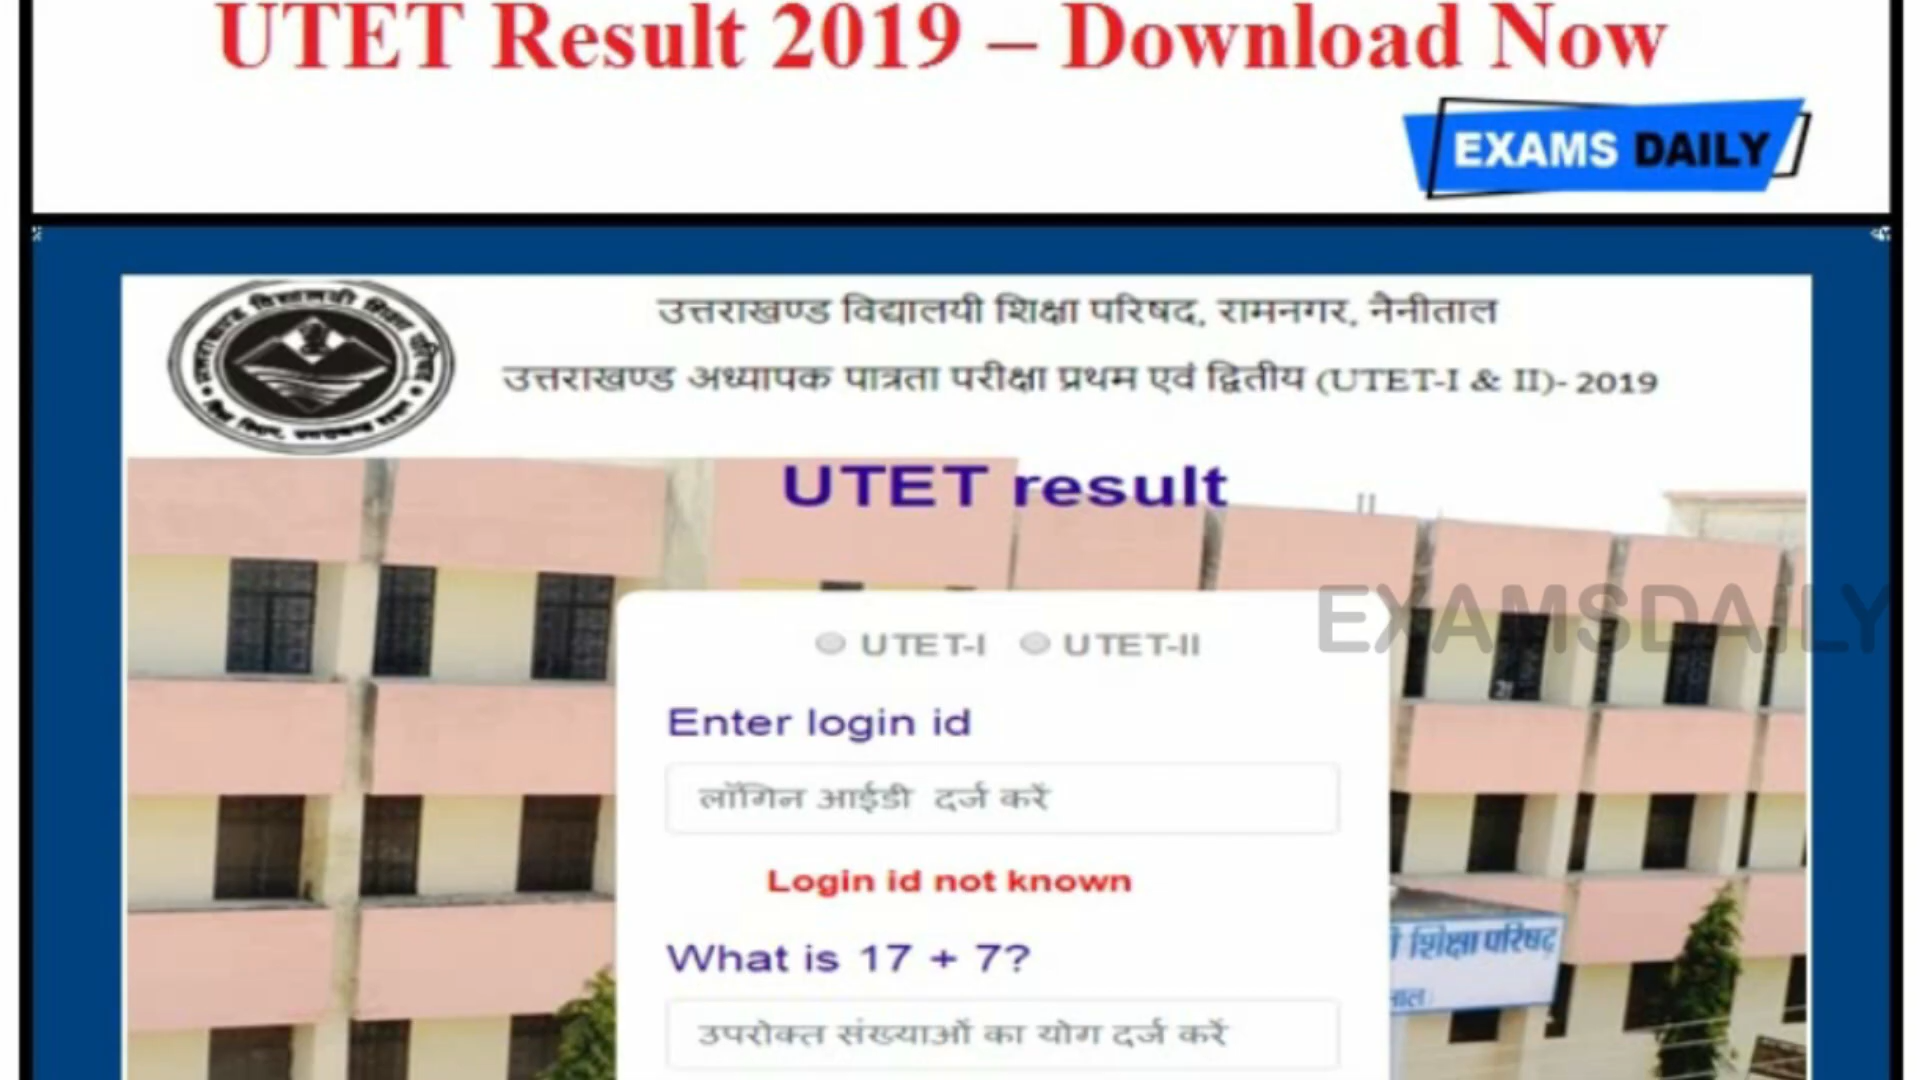 UTET Result 2019 – Download Now
EXAMS DAILY
उत्तराखण्ड विद्यालयी शिक्षा परिषद, रामनगर, नैनीताल
उत्तराखण्ड अध्यापक पात्रता परीक्षा प्रथम एवं द्वितीय (UTET-I & II)- 2019
UTET result
UTET-I UTET-II
EXAMSDAILY
Enter login id
लॉगिन आईडी दर्ज करें
Login id not known
What is 17 + 7?
शिक्षा परिषद्
उपरोक्त संख्याओं का योग दर्ज करें